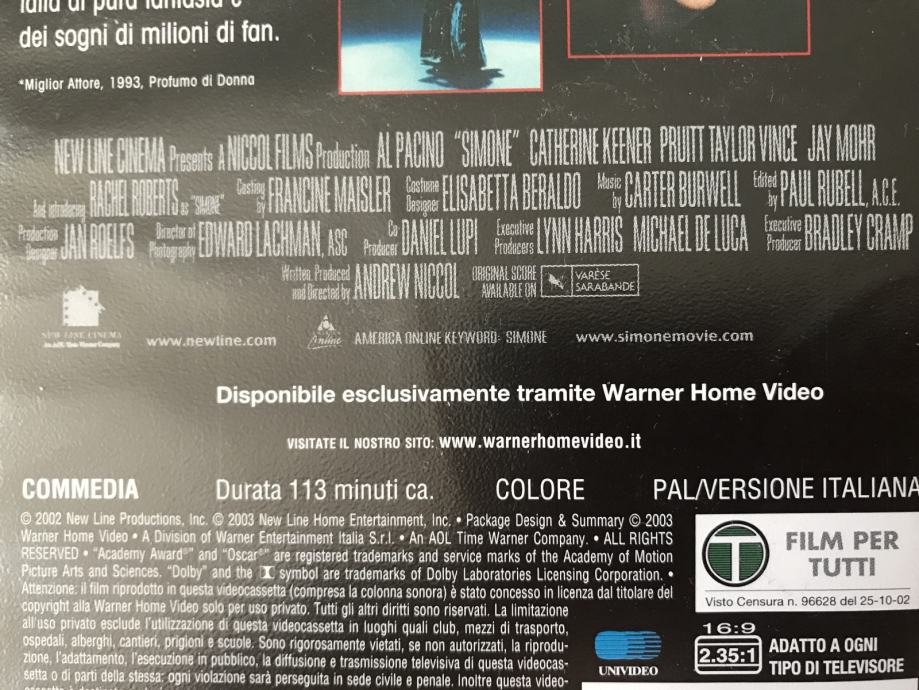 dei sogni di milioni di fan.
*Miglior Attore, 1993, Profumo di Donna
NEW LINE CINEMA Presents A NICCOL FILMS Production AL PACINO "SIMONE" CATHERINE KEENER PRUITT TAYLOR VINCE JAY MOHR
And introducing RACHEL ROBERTS as "SIMONE" Casting by FRANCINE MAISLER Costume Designer ELISABETTA BERALDO Music by CARTER BURWELL Edited by PAUL RUBELL, A.C.E.
Production Designer JAN ROELFS Director of Photography EDWARD LACHMAN, ASC Co Producer DANIEL LUPI Executive Producers LYNN HARRIS MICHAEL DE LUCA Executive Producer BRADLEY CRAMP
Written, Produced and Directed by ANDREW NICCOL ORIGINAL SCORE AVAILABLE ON VARÈSE SARABANDE
NEW LINE CINEMA
An AOL Time Warner Company
www.newline.com
Online AMERICA ONLINE KEYWORD: SIMONE
www.simonemovie.com
Disponibile esclusivamente tramite Warner Home Video
VISITATE IL NOSTRO SITO: www.warnerhomevideo.it
COMMEDIA Durata 113 minuti ca. COLORE PAL/VERSIONE ITALIANA
© 2002 New Line Productions, Inc. © 2003 New Line Home Entertainment, Inc. • Package Design & Summary © 2003
Warner Home Video • A Division of Warner Entertainment Italia S.r.l. • An AOL Time Warner Company. • ALL RIGHTS
RESERVED • "Academy Award®" and "Oscar®" are registered trademarks and service marks of the Academy of Motion
Picture Arts and Sciences. "Dolby" and the symbol are trademarks of Dolby Laboratories Licensing Corporation. •
Attenzione: il film riprodotto in questa videocassetta (compresa la colonna sonora) è stato concesso in licenza dal titolare del
copyright alla Warner Home Video solo per uso privato. Tutti gli altri diritti sono riservati. La limitazione
all'uso privato esclude l'utilizzazione di questa videocassetta in luoghi quali club, mezzi di trasporto,
ospedali, alberghi, cantieri, prigioni e scuole. Sono rigorosamente vietati, se non autorizzati, la riprodu-
zione, l'adattamento, l'esecuzione in pubblico, la diffusione e trasmissione televisiva di questa videocas-
setta o di parti della stessa: ogni violazione sarà perseguita in sede civile e penale. Inoltre questa video-
T FILM PER
TUTTI
Visto Censura n. 96628 del 25-10-02
UNIVIDEO
16:9
2.35:1
ADATTO A OGNI
TIPO DI TELEVISORE